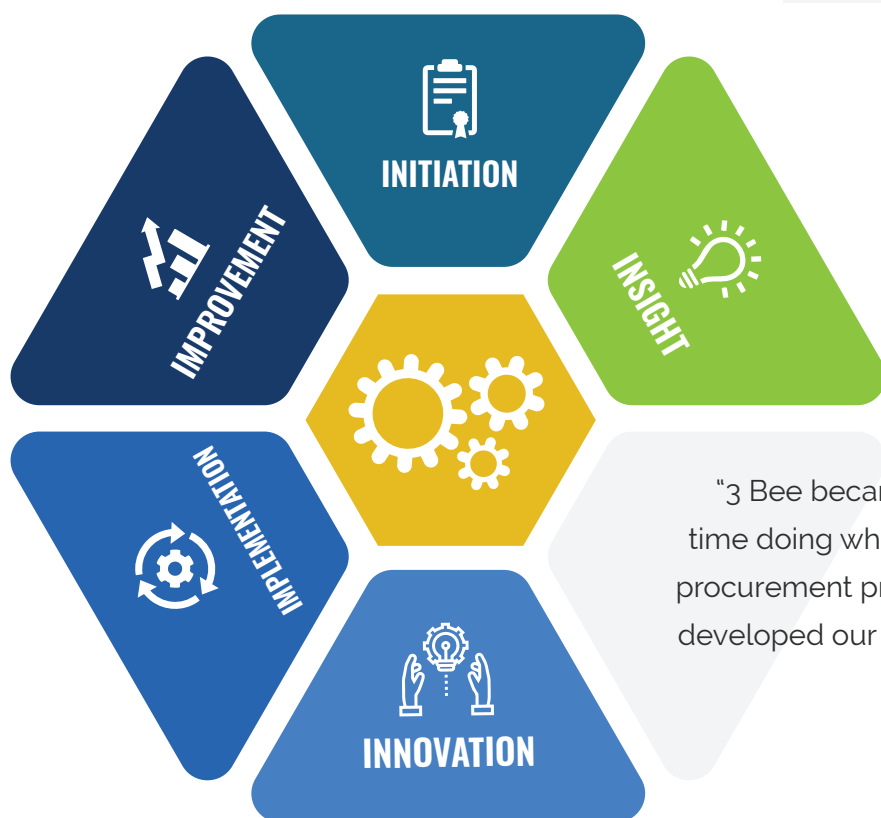 INITIATION
INSIGHT
IMPROVEMENT
IMPLEMENTATION
INNOVATION
“3 Bee
time doing
procurement
developed our